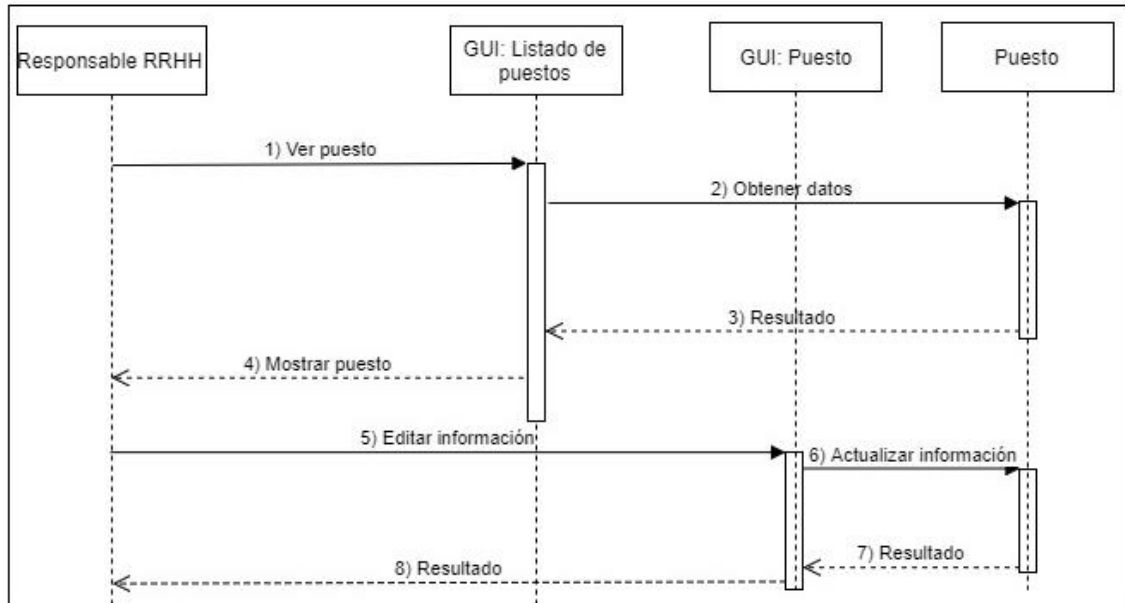 Responsable RRHH
GUI: Listado de
puestos
GUI: Puesto
Puesto
1) Ver puesto
2) Obtener datos
3) Resultado
4) Mostrar puesto
5) Editar información
6) Actualizar información
7) Resultado
8) Resultado